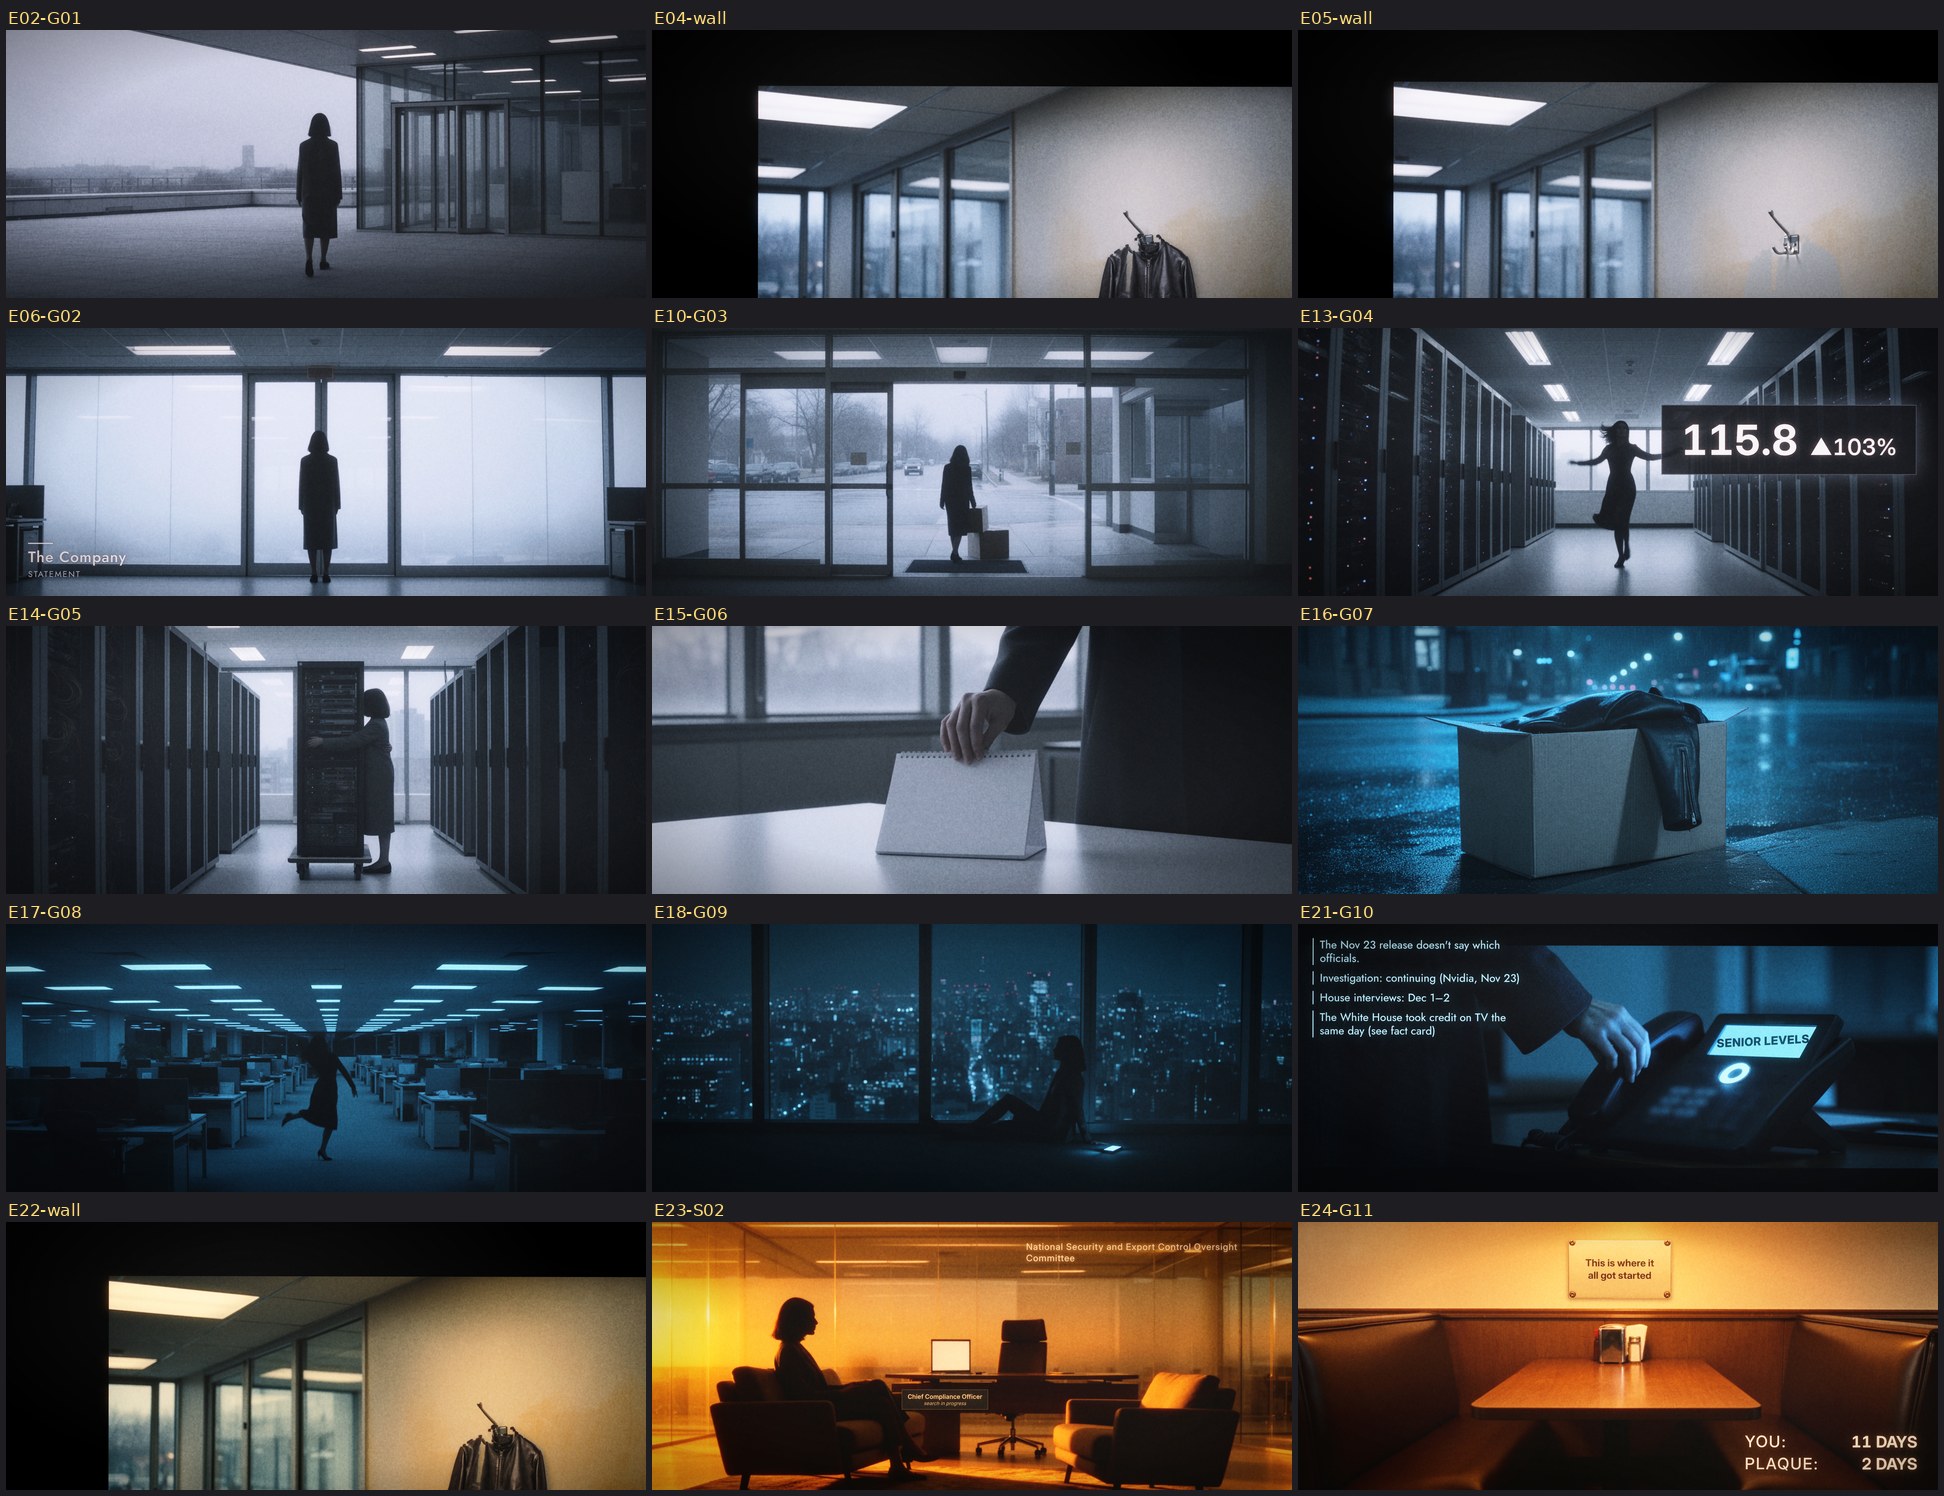 E02-G01
E04-wall
E05-wall
E06-G02
The Company
STATEMENT
E10-G03
E13-G04
115.8 ▲103%
E14-G05
E15-G06
E16-G07
E17-G08
E18-G09
E21-G10
The Nov 23 release doesn't say which
officials.
Investigation: continuing (Nvidia, Nov 23)
House interviews: Dec 1–2
The White House took credit on TV the
same day (see fact card)
SENIOR LEVELS
E22-wall
E23-S02
National Security and Export Control Oversight
Committee
Chief Compliance Officer
search in progress
E24-G11
This is where it
all got started
YOU: 11 DAYS
PLAQUE: 2 DAYS